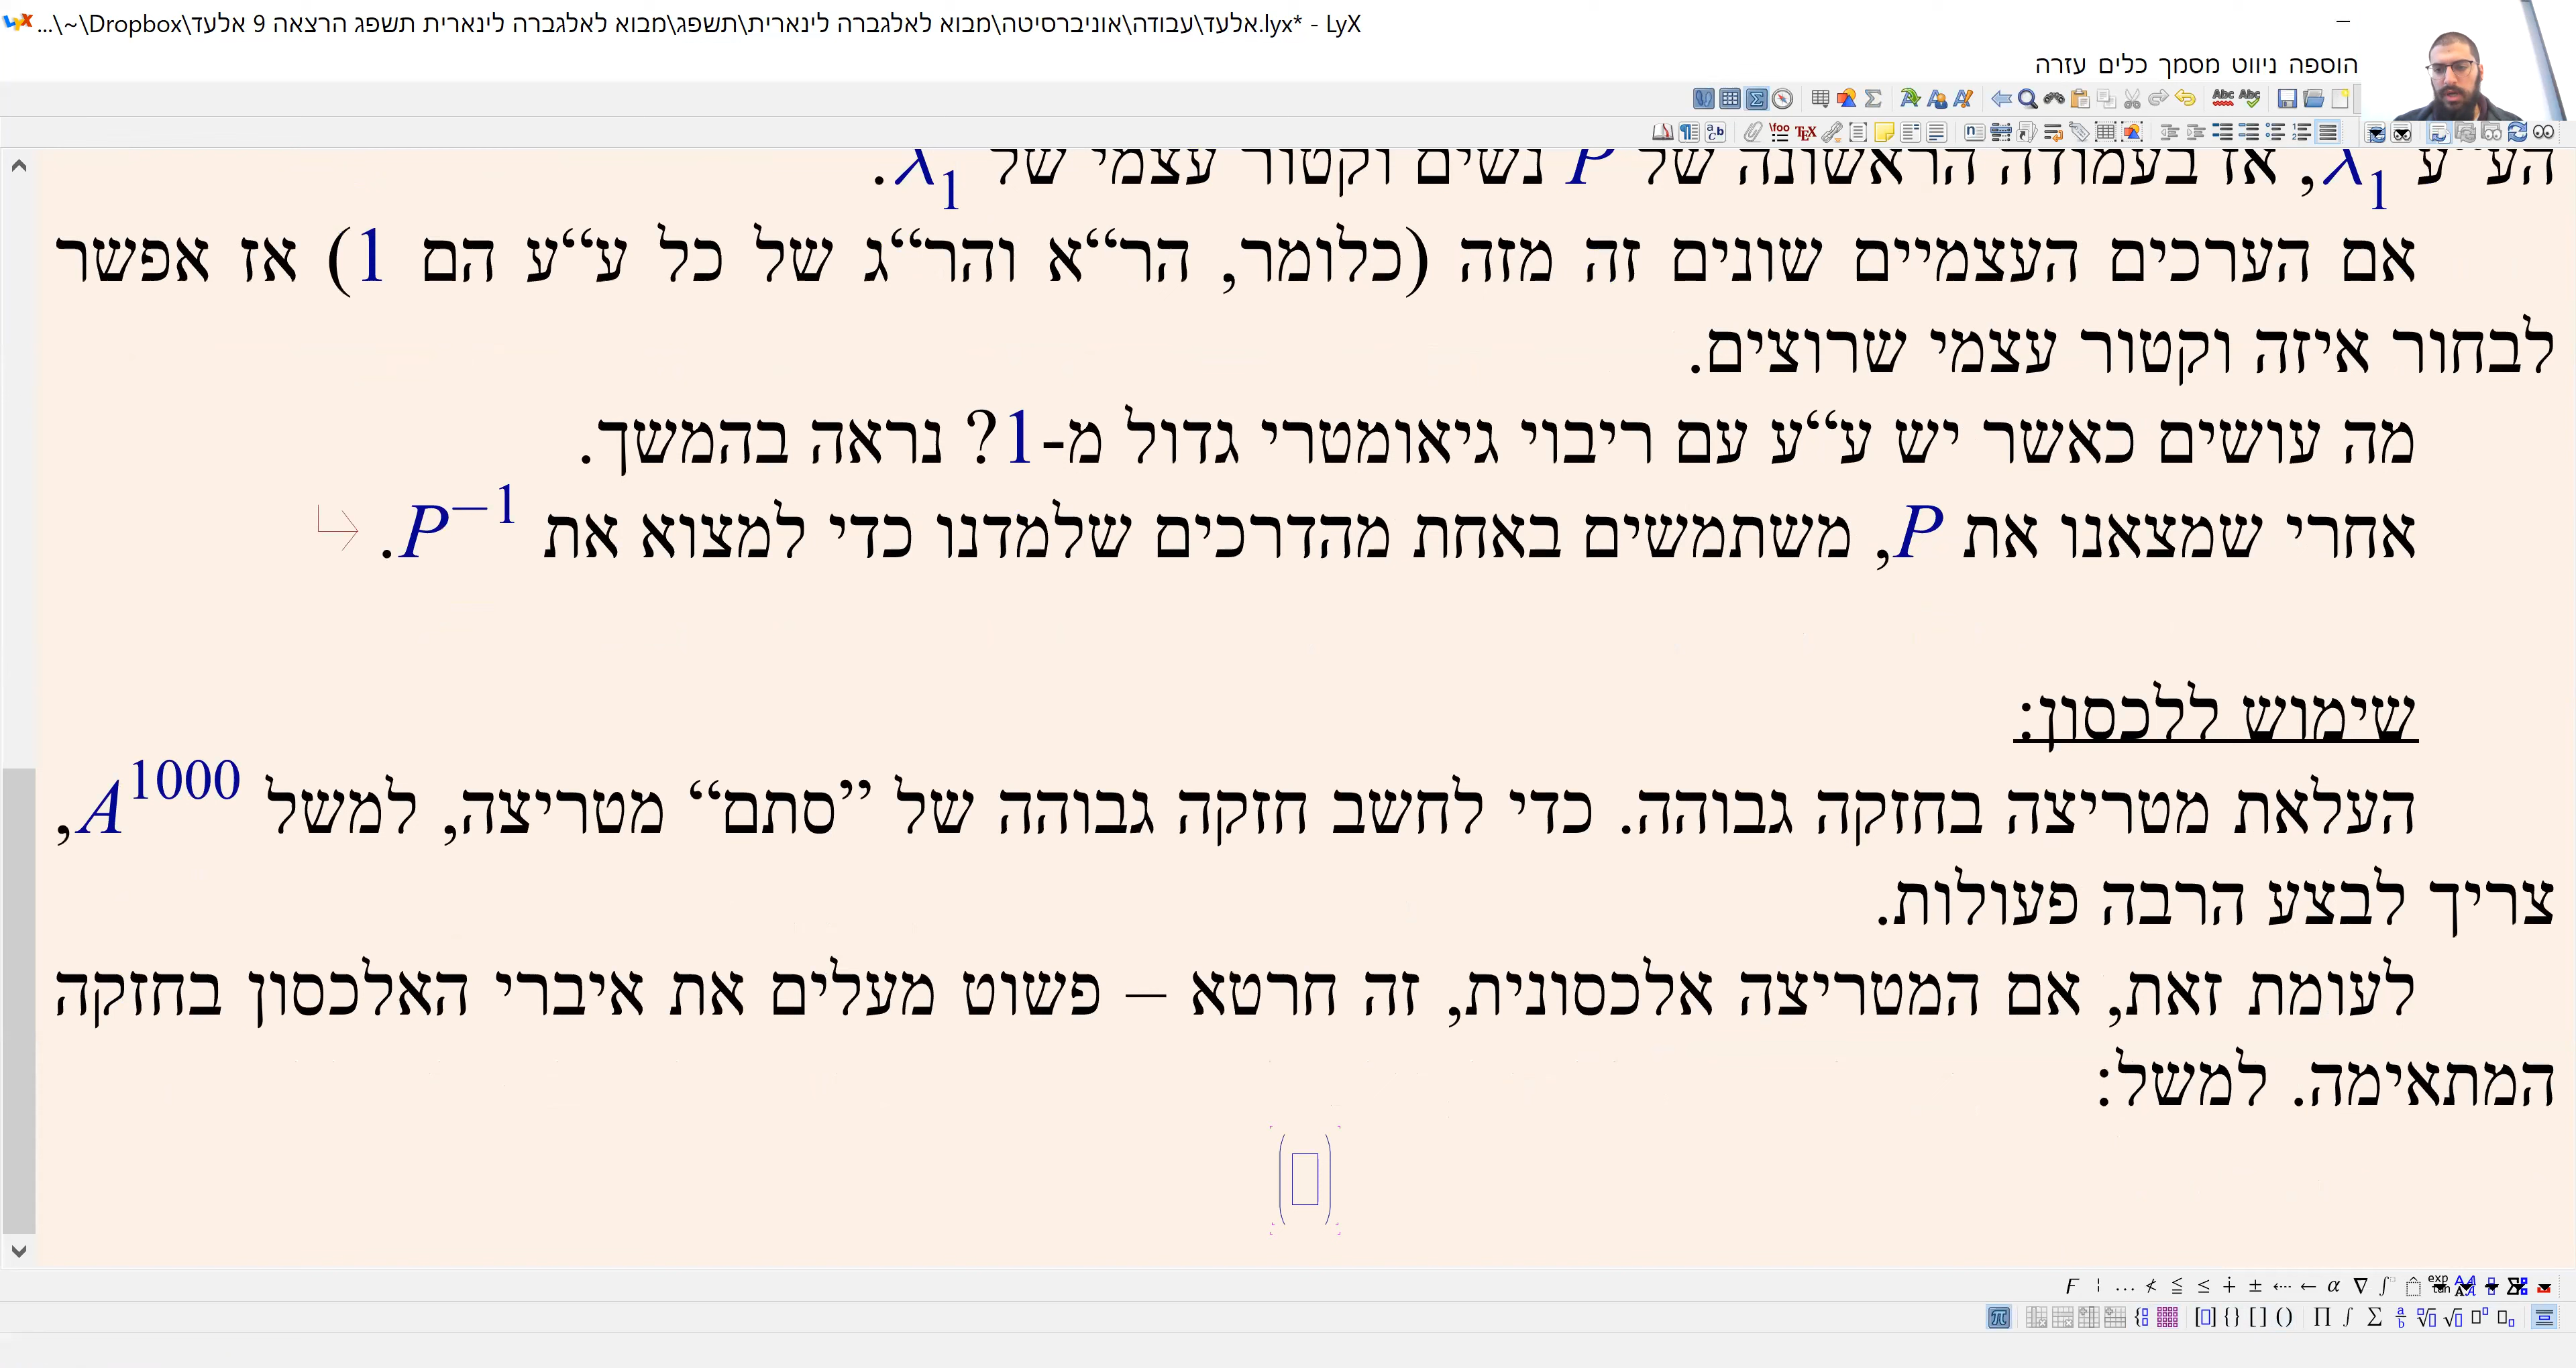 ...\~\Dropbox\אלעד\עבודה\אוניברסיטה\מבוא לאלגברה לינארית\תשפג\מבוא לאלגברה לינארית תשפג הרצאה 9 אלעד.lyx* - LyX
הוספה ניווט מסמך כלים עזרה
הע“ע λ1, אז בעמודה הראשונה של P נשים וקטור עצמי של λ1.
אם הערכים העצמיים שונים זה מזה (כלומר, הר“א והר“ג של כל ע“ע הם 1) אז אפשר
לבחור איזה וקטור עצמי שרוצים.
מה עושים כאשר יש ע“ע עם ריבוי גיאומטרי גדול מ-1? נראה בהמשך.
אחרי שמצאנו את P, משתמשים באחת מהדרכים שלמדנו כדי למצוא את P^−1.
שימוש ללכסון:
העלאת מטריצה בחזקה גבוהה. כדי לחשב חזקה גבוהה של ”סתם“ מטריצה, למשל A^1000,
צריך לבצע הרבה פעולות.
לעומת זאת, אם המטריצה אלכסונית, זה חרטא – פשוט מעלים את איברי האלכסון בחזקה
המתאימה. למשל: